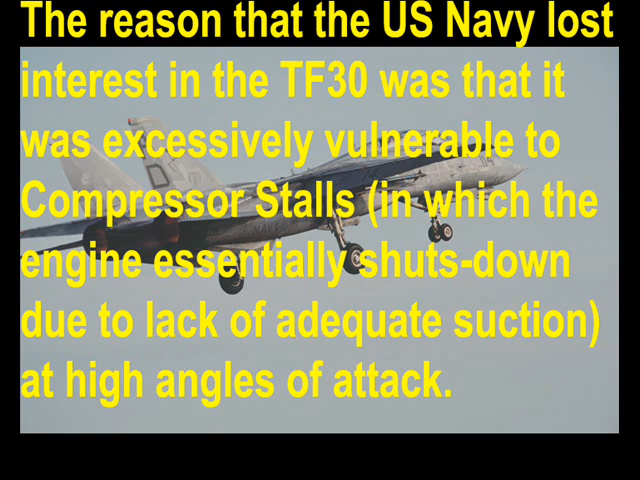 The reason that the US Navy lost
interest in the TF30 was that it
was excessively vulnerable to
Compressor Stalls (in which the
engine essentially shuts-down
due to lack of adequate suction)
at high angles of attack.